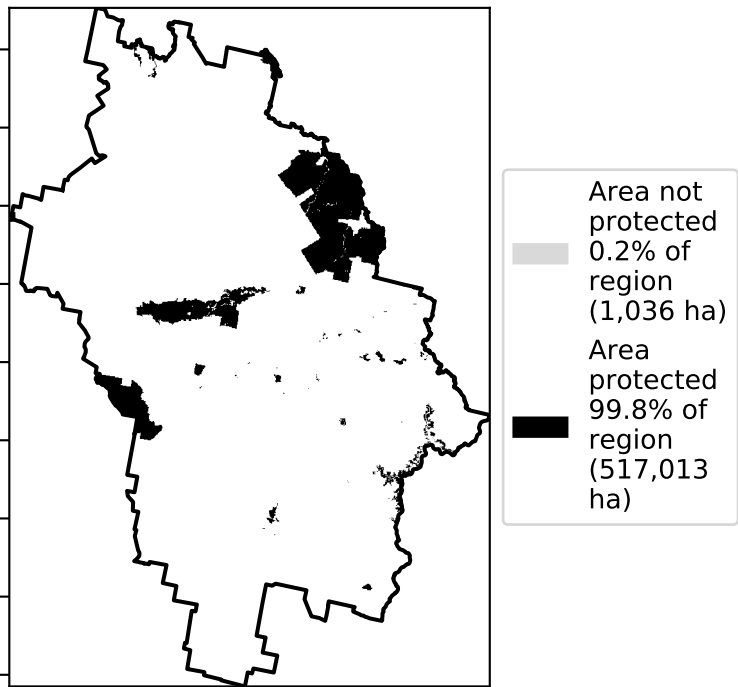 Area not
protected
0.2% of
region
(1,036 ha)
Area
protected
99.8% of
region
(517,013
ha)